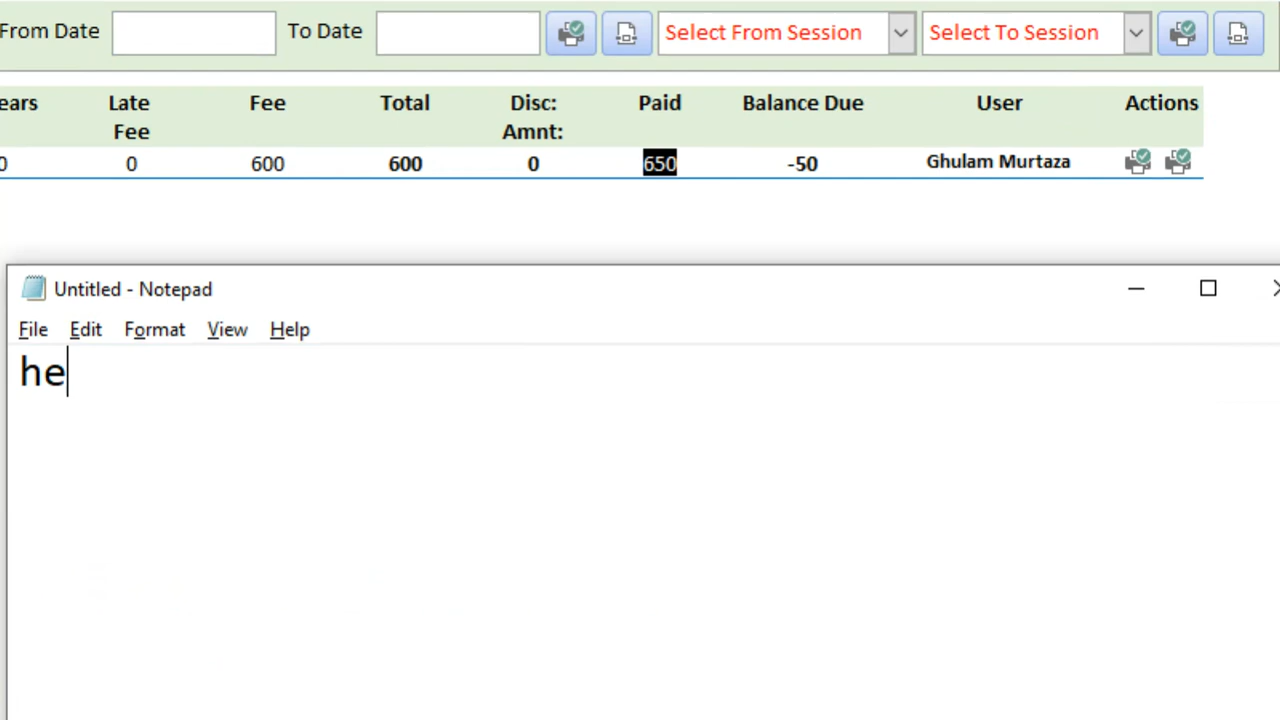 From Date To Date Select From Session Select To Session
ears Late Fee Fee Total Disc: Amnt: Paid Balance Due User Actions
0 0 600 600 0 650 -50 Ghulam Murtaza
Untitled - Notepad
File Edit Format View Help
he